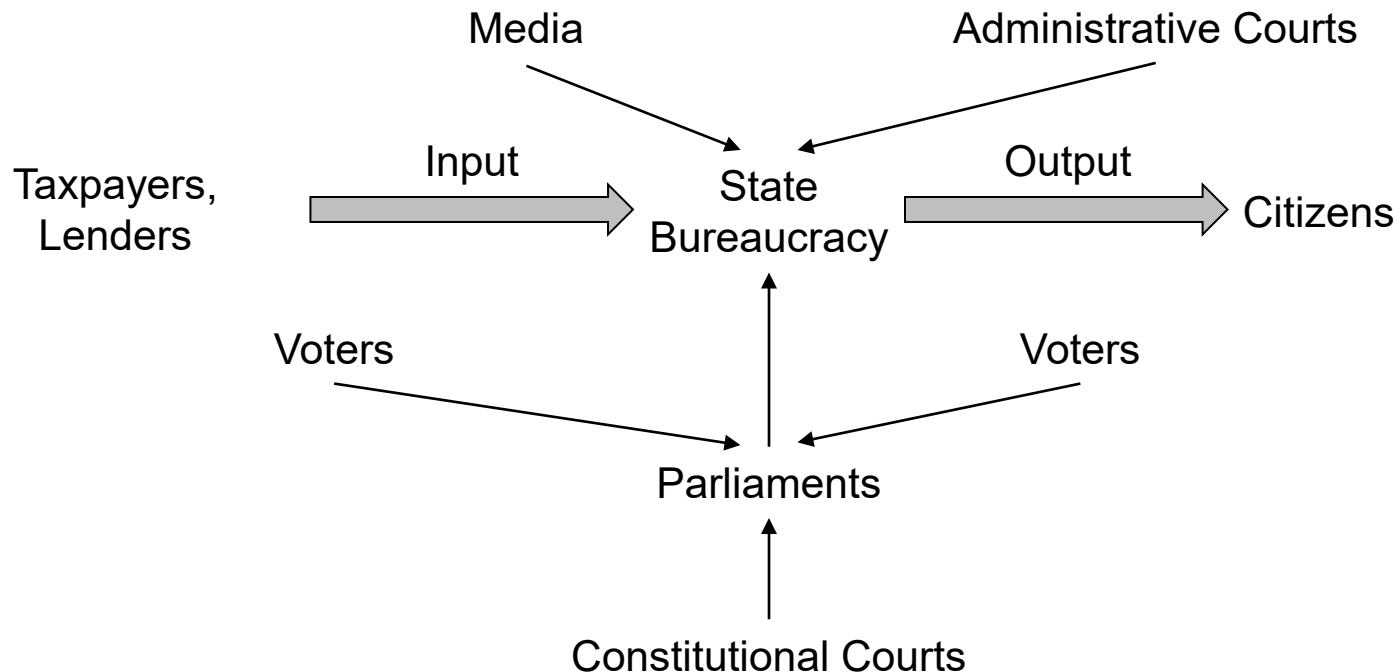 Media
Administrative Courts
Input
Output
Taxpayers,
Lenders
State
Bureaucracy
Citizens
Voters
Voters
Parliaments
Constitutional Courts